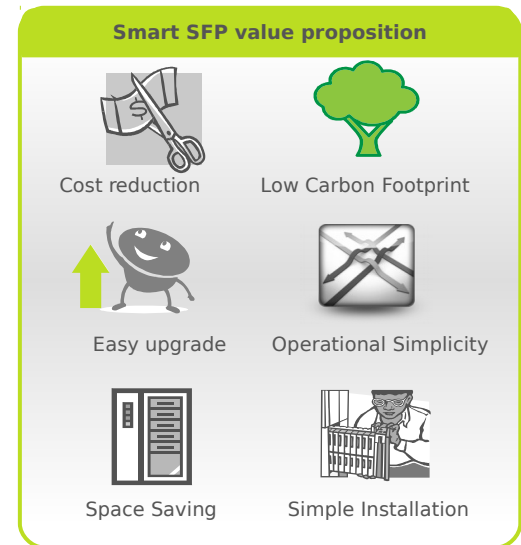 Smart SFP value proposition
$
Cost reduction
Low Carbon Footprint
Easy upgrade
Operational Simplicity
Space Saving
Simple Installation